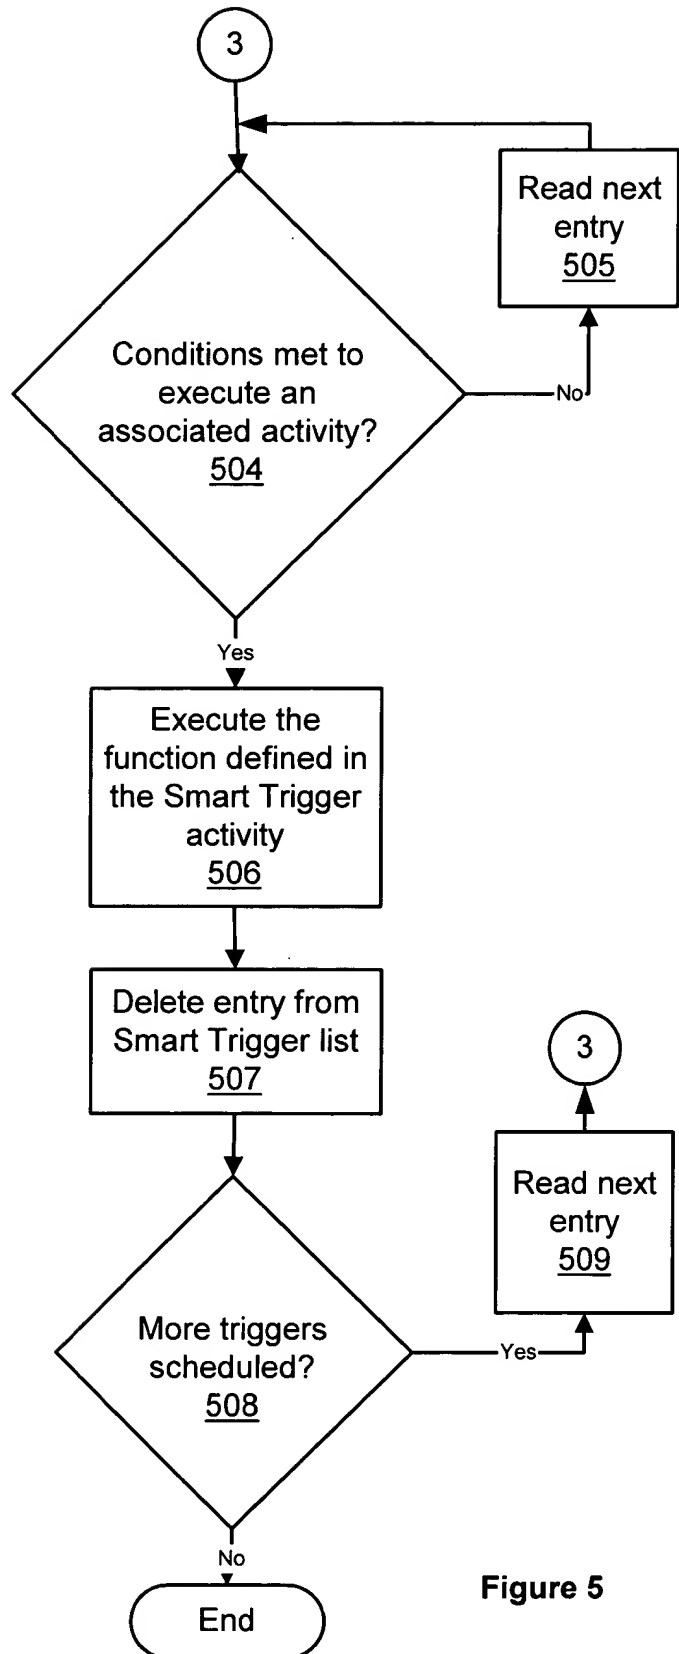 3
Read next
entry
505
Conditions met to
execute an
associated activity?
504
No
Yes
Execute the
function defined in
the Smart Trigger
activity
506
Delete entry from
Smart Trigger list
507
3
Read next
entry
509
More triggers
scheduled?
508
Yes
No
End
Figure 5